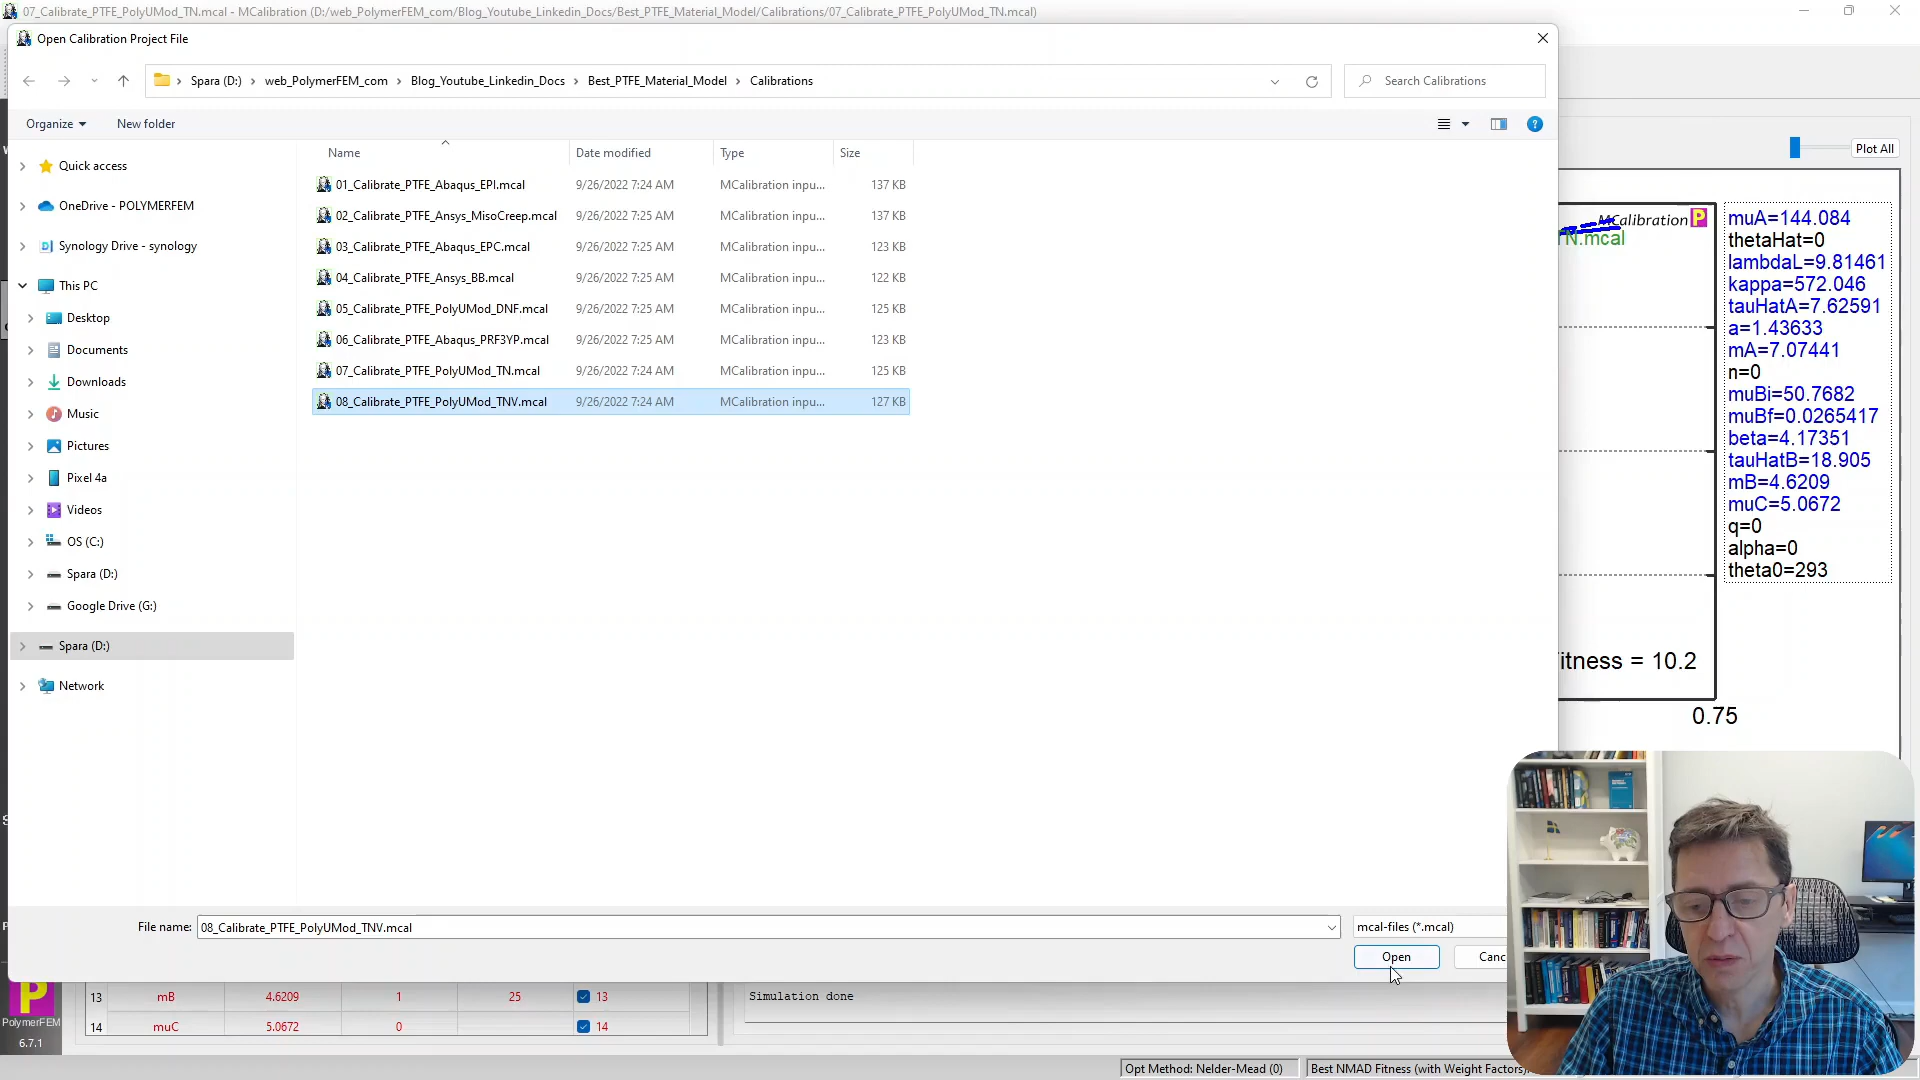 07_Calibrate_PTFE_PolyUMod_TN.mcal - MCalibration (D:/web_PolymerFEM_com/Blog_Youtube_Linkedin_Docs/Best_PTFE_Material_Model/Calibrations/07_Calibrate_PTFE_PolyUMod_TN.mcal)
Open Calibration Project File
Spara (D:) > web_PolymerFEM_com > Blog_Youtube_Linkedin_Docs > Best_PTFE_Material_Model > Calibrations
Search Calibrations
Organize
New folder
Name Date modified Type Size
01_Calibrate_PTFE_Abaqus_EPI.mcal 9/26/2022 7:24 AM MCalibration inpu... 137 KB
02_Calibrate_PTFE_Ansys_MisoCreep.mcal 9/26/2022 7:25 AM MCalibration inpu... 137 KB
03_Calibrate_PTFE_Abaqus_EPC.mcal 9/26/2022 7:25 AM MCalibration inpu... 123 KB
04_Calibrate_PTFE_Ansys_BB.mcal 9/26/2022 7:25 AM MCalibration inpu... 122 KB
05_Calibrate_PTFE_PolyUMod_DNF.mcal 9/26/2022 7:25 AM MCalibration inpu... 125 KB
06_Calibrate_PTFE_Abaqus_PRF3YP.mcal 9/26/2022 7:25 AM MCalibration inpu... 123 KB
07_Calibrate_PTFE_PolyUMod_TN.mcal 9/26/2022 7:24 AM MCalibration inpu... 125 KB
08_Calibrate_PTFE_PolyUMod_TNV.mcal 9/26/2022 7:24 AM MCalibration inpu... 127 KB
Quick access
OneDrive - POLYMERFEM
Synology Drive - synology
This PC
Desktop
Documents
Downloads
Music
Pictures
Pixel 4a
Videos
OS (C:)
Spara (D:)
Google Drive (G:)
Spara (D:)
Network
File name: 08_Calibrate_PTFE_PolyUMod_TNV.mcal
mcal-files (*.mcal)
Open
Canc
Plot All
MCalibration P
TN.mcal
muA=144.084
thetaHat=0
lambdaL=9.81461
kappa=572.046
tauHatA=7.62591
a=1.43633
mA=7.07441
n=0
muBi=50.7682
muBf=0.0265417
beta=4.17351
tauHatB=18.905
mB=4.6209
muC=5.0672
q=0
alpha=0
theta0=293
itness = 10.2
0.75
P
PolymerFEM
6.7.1
13 mB 4.6209 1 25 13
14 muC 5.0672 0 14
Simulation done
Opt Method: Nelder-Mead (0)
Best NMAD Fitness (with Weight Factors)